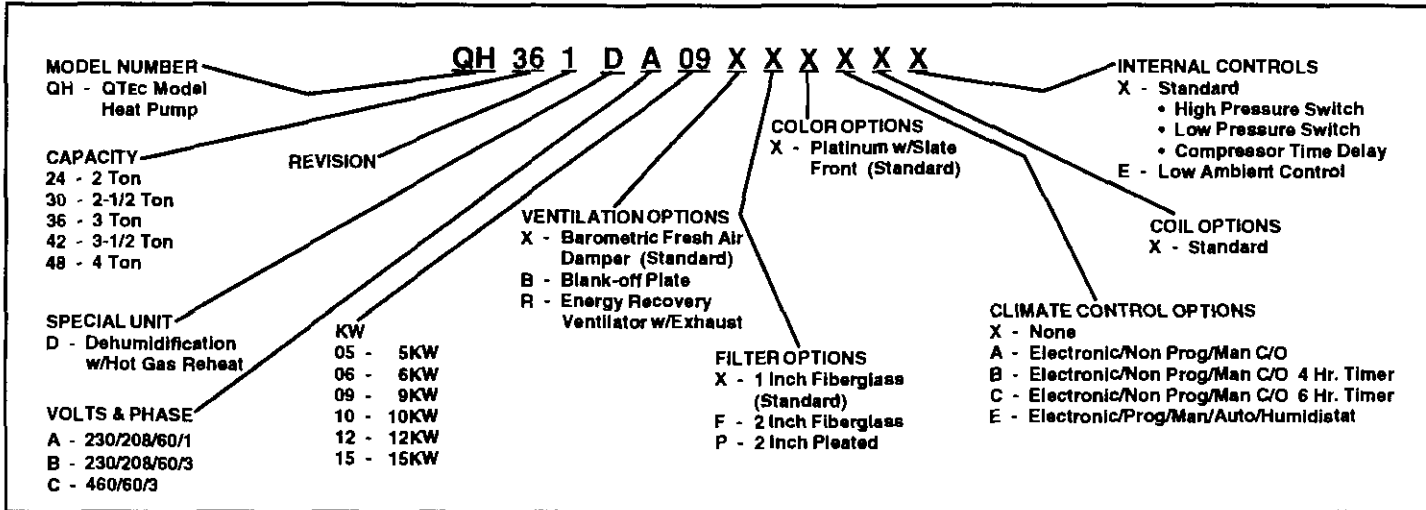 QH 36 1 D A 09 X X X X X X
MODEL NUMBER
QH - QTEC Model
Heat Pump
CAPACITY
24 - 2 Ton
30 - 2-1/2 Ton
36 - 3 Ton
42 - 3-1/2 Ton
48 - 4 Ton
REVISION
SPECIAL UNIT
D - Dehumidification
w/Hot Gas Reheat
VOLTS & PHASE
A - 230/208/60/1
B - 230/208/60/3
C - 460/60/3
KW
05 - 5KW
06 - 6KW
09 - 9KW
10 - 10KW
12 - 12KW
15 - 15KW
VENTILATION OPTIONS
X - Barometric Fresh Air
Damper (Standard)
B - Blank-off Plate
R - Energy Recovery
Ventilator w/Exhaust
COLOR OPTIONS
X - Platinum w/Slate
Front (Standard)
FILTER OPTIONS
X - 1 Inch Fiberglass
(Standard)
F - 2 Inch Fiberglass
P - 2 Inch Pleated
INTERNAL CONTROLS
X - Standard
• High Pressure Switch
• Low Pressure Switch
• Compressor Time Delay
E - Low Ambient Control
COIL OPTIONS
X - Standard
CLIMATE CONTROL OPTIONS
X - None
A - Electronic/Non Prog/Man C/O
B - Electronic/Non Prog/Man C/O 4 Hr. Timer
C - Electronic/Non Prog/Man C/O 6 Hr. Timer
E - Electronic/Prog/Man/Auto/Humidistat